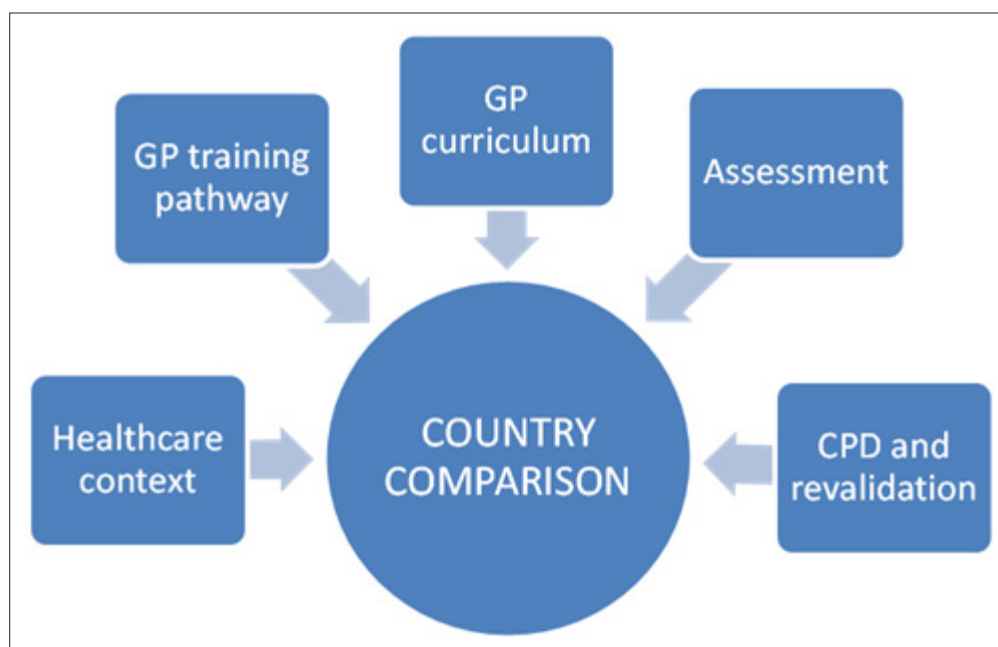 GP training
pathway
GP
curriculum
Assessment
Healthcare
context
COUNTRY
COMPARISON
CPD and
revalidation